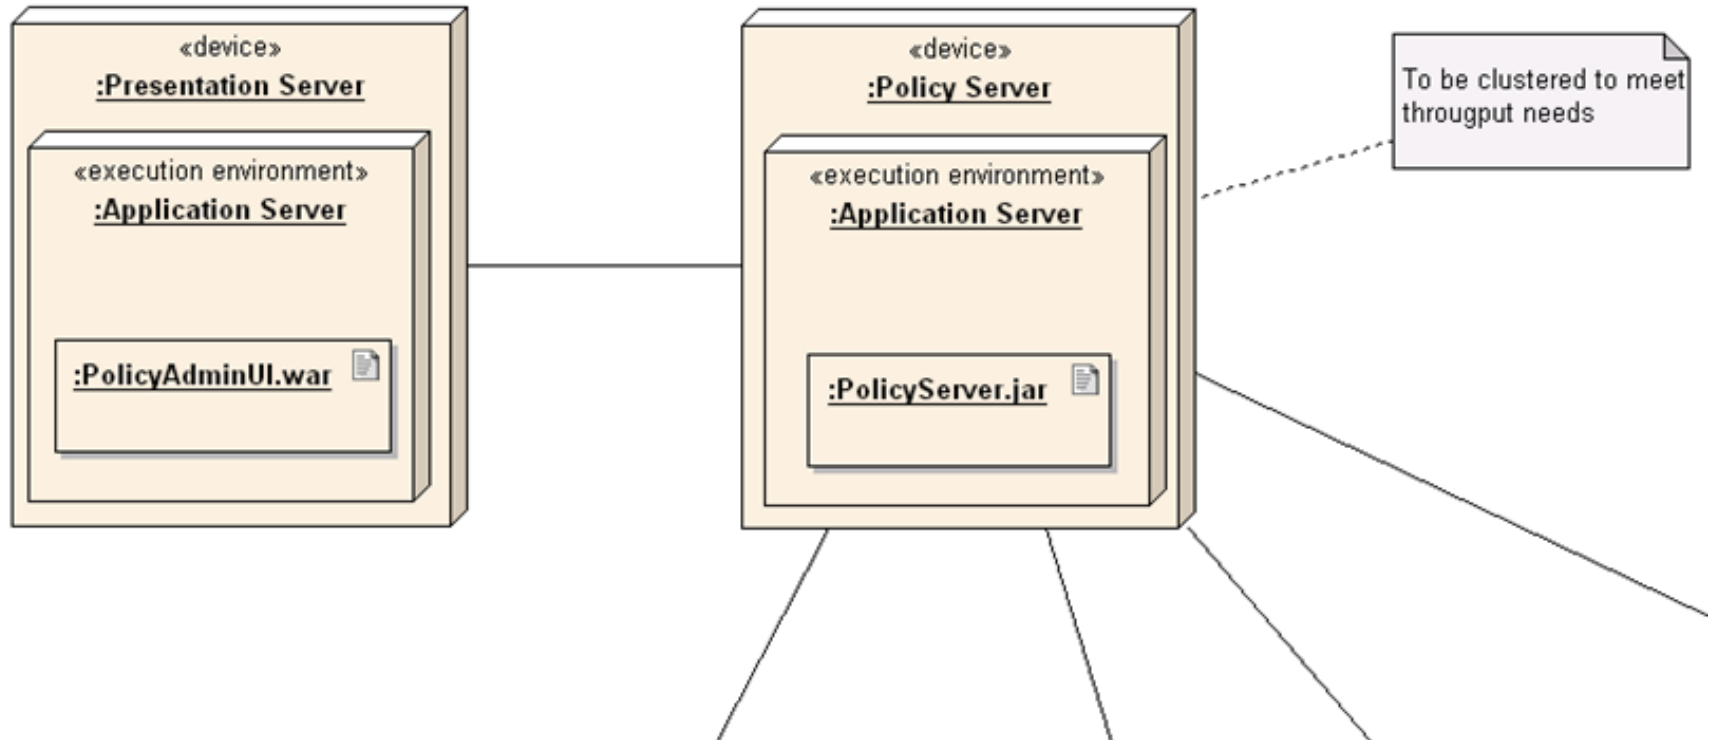 «device»
:Presentation Server
«execution environment»
:Application Server
:PolicyAdminUI.war
«device»
:Policy Server
«execution environment»
:Application Server
:PolicyServer.jar
To be clustered to meet
througput needs